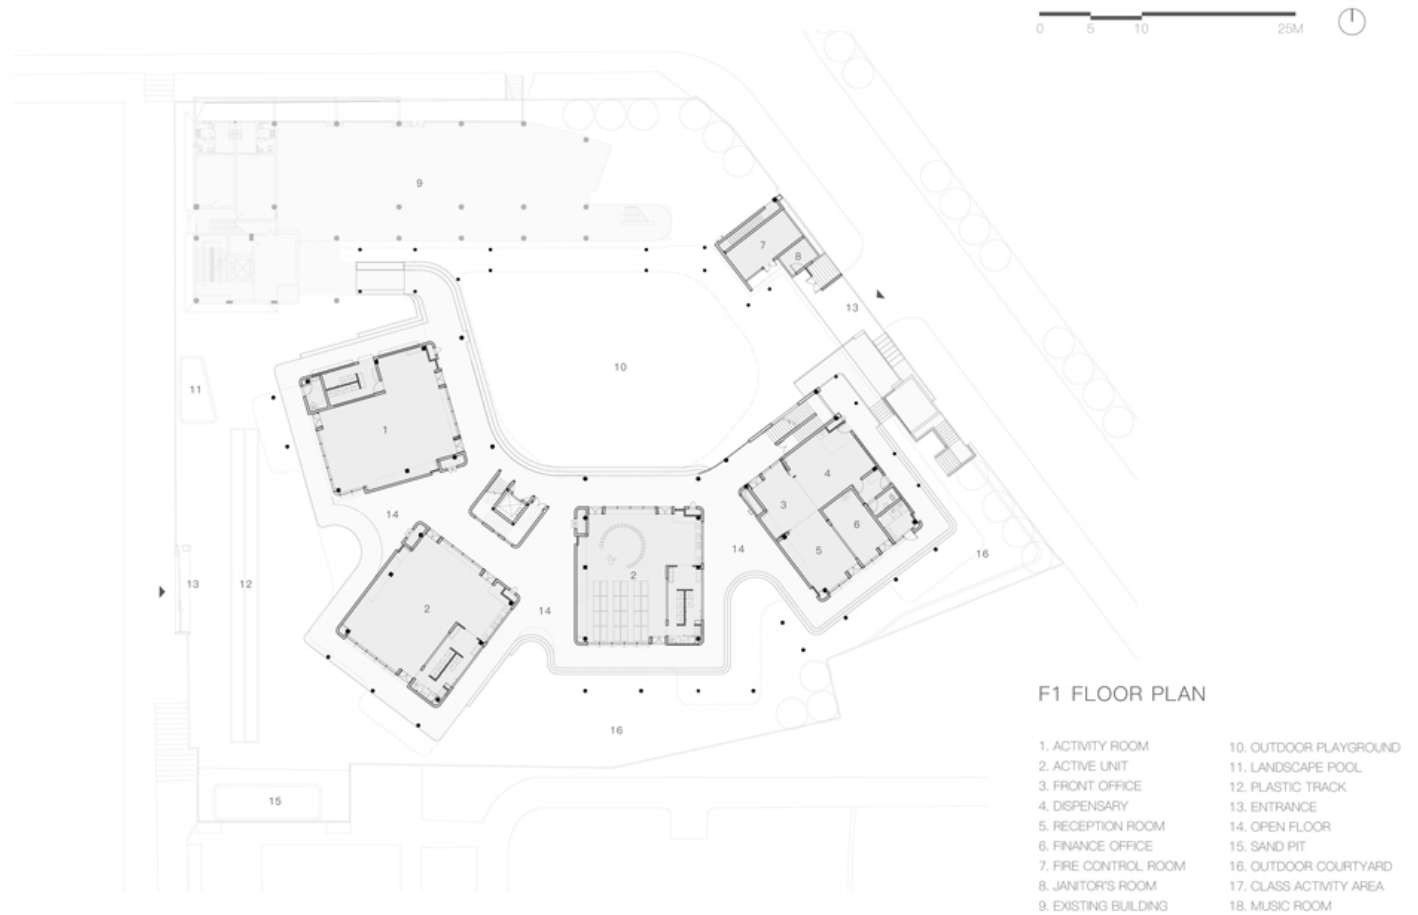 0 5 10 25M
9
7
8
13
10
11
1
4
3
14
6
14
5
16
2
13
12
2
14
16
15
F1 FLOOR PLAN
1. ACTIVITY ROOM
2. ACTIVE UNIT
3. FRONT OFFICE
4. DISPENSARY
5. RECEPTION ROOM
6. FINANCE OFFICE
7. FIRE CONTROL ROOM
8. JANITOR'S ROOM
9. EXISTING BUILDING
10. OUTDOOR PLAYGROUND
11. LANDSCAPE POOL
12. PLASTIC TRACK
13. ENTRANCE
14. OPEN FLOOR
15. SAND PIT
16. OUTDOOR COURTYARD
17. CLASS ACTIVITY AREA
18. MUSIC ROOM